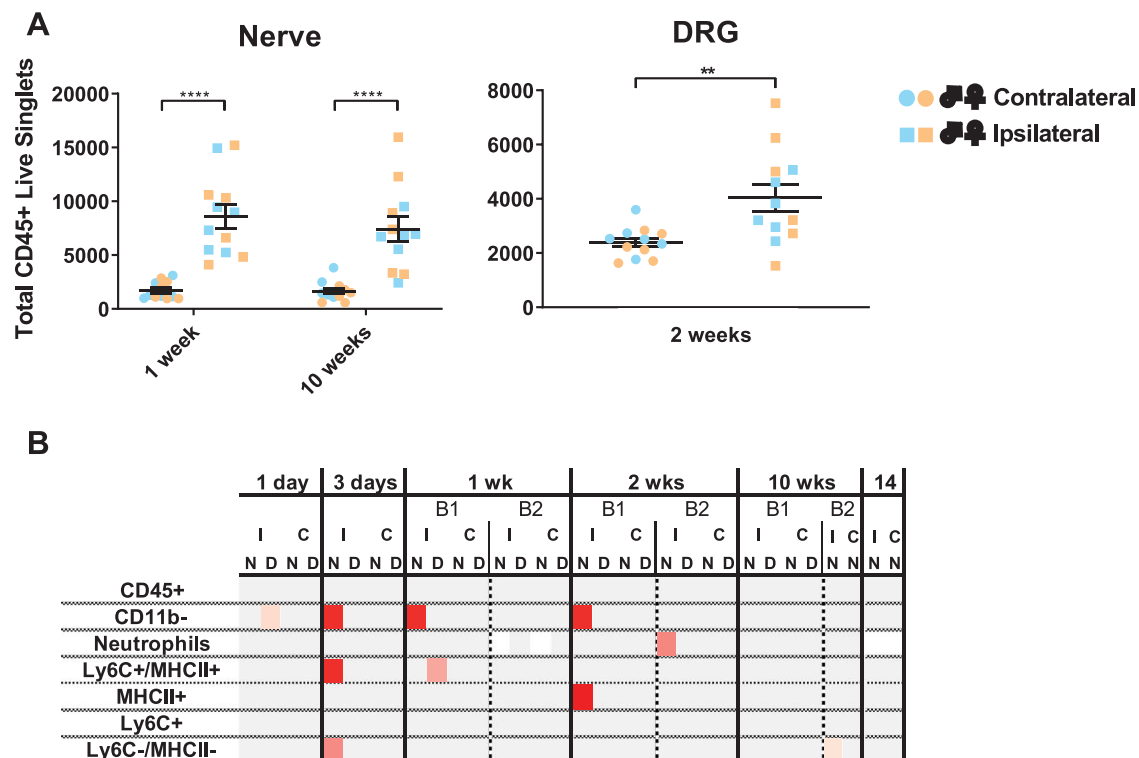 A
Nerve
DRG
Total CD45+ Live Singlets
20000
15000
10000
5000
0
****
****
1 week
10 weeks
8000
6000
4000
2000
0
**
2 weeks
Contralateral
Ipsilateral
B
1 day 3 days 1 wk 2 wks 10 wks 14
B1 B2 B1 B2 B1 B2
I C I C I C I C I C I C I C I C I C
N D N D N D N D N D N D N D N D N D N D N D N D N D N D N N N N
CD45+
CD11b-
Neutrophils
Ly6C+/MHCII+
MHCII+
Ly6C+
Ly6C-/MHCII-